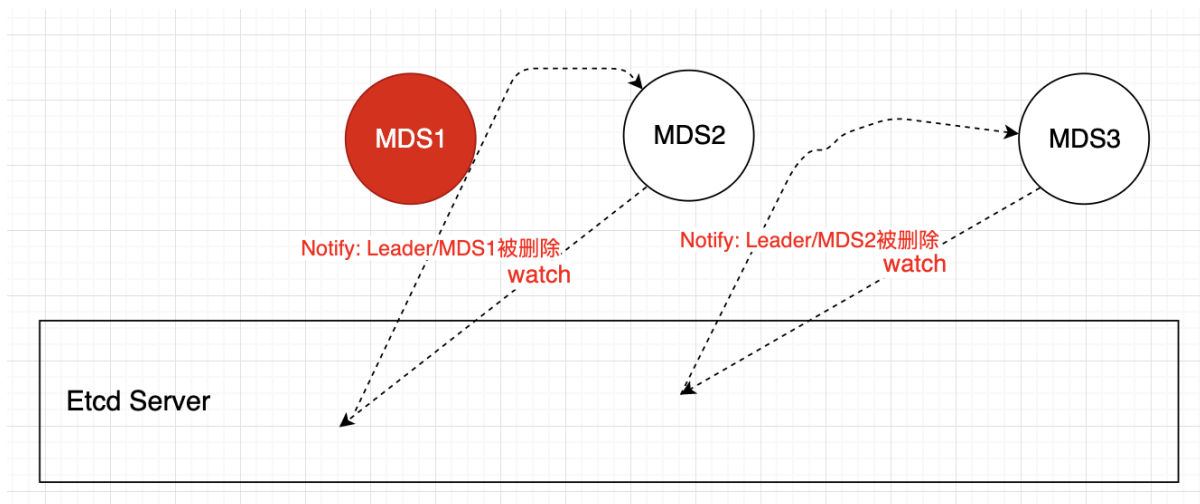 MDS1
MDS2
MDS3
Notify: Leader/MDS1被删除
watch
Notify: Leader/MDS2被删除
watch
Etcd Server